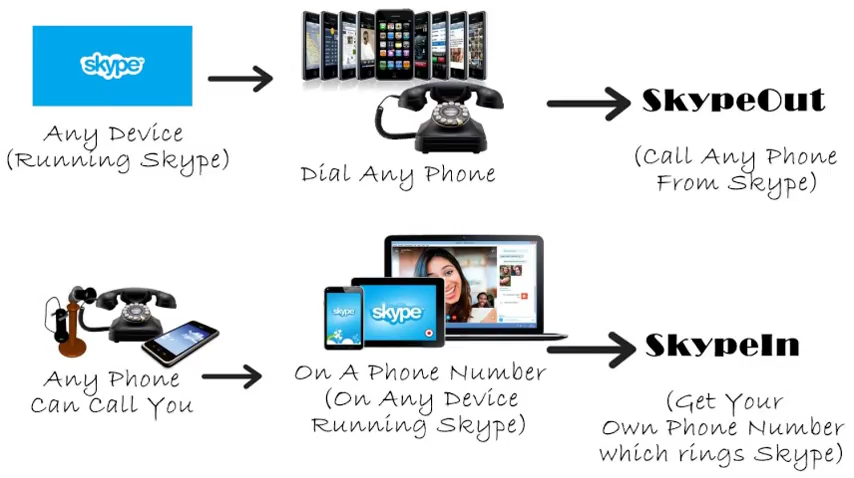 skype
Any Device
(Running Skype)
Dial Any Phone
SkypeOut
(Call Any Phone
From Skype)
Any Phone
Can Call You
skype
skype
On A Phone Number
(On Any Device
Running Skype)
SkypeIn
(Get Your
Own Phone Number
which rings Skype)